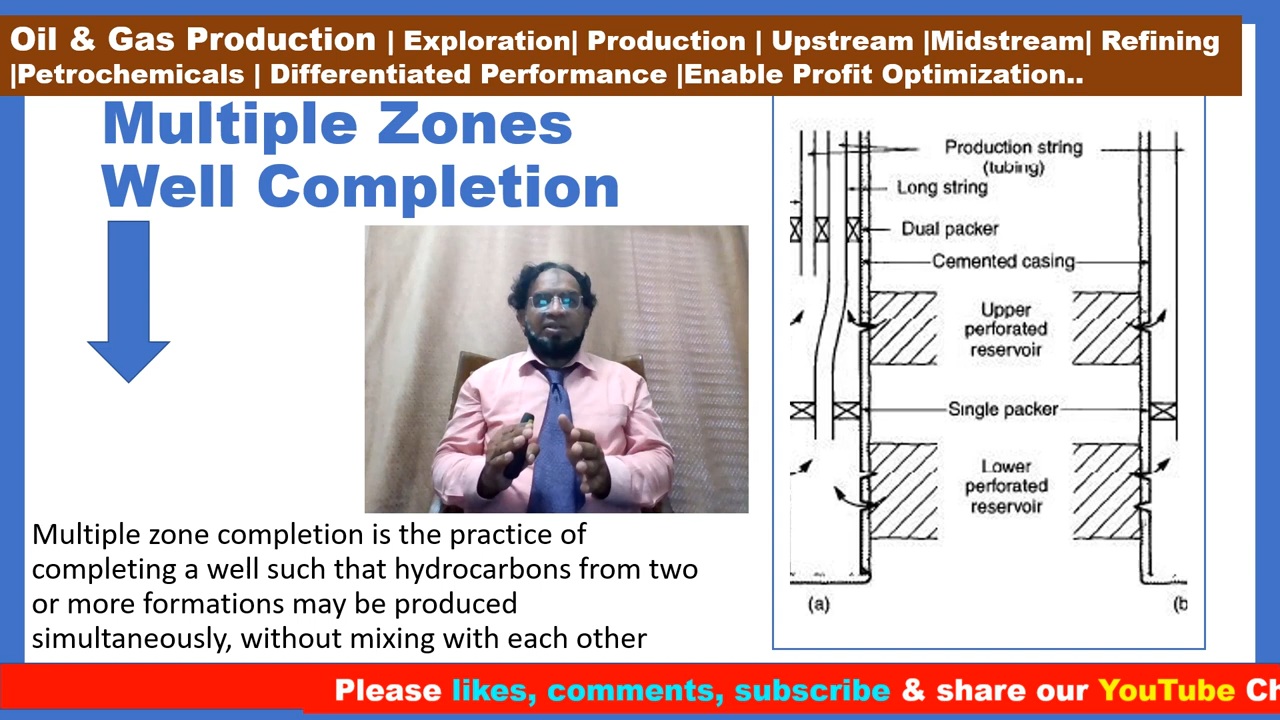 Oil & Gas Production | Exploration| Production | Upstream |Midstream| Refining
|Petrochemicals | Differentiated Performance |Enable Profit Optimization..
Multiple Zones
Well Completion
Multiple zone completion is the practice of
completing a well such that hydrocarbons from two
or more formations may be produced
simultaneously, without mixing with each other
Production string
(tubing)
Long string
Dual packer
Cemented casing
Upper
perforated
reservoir
Single packer
Lower
perforated
reservoir
(a)
(b
Please likes, comments, subscribe & share our YouTube Ch